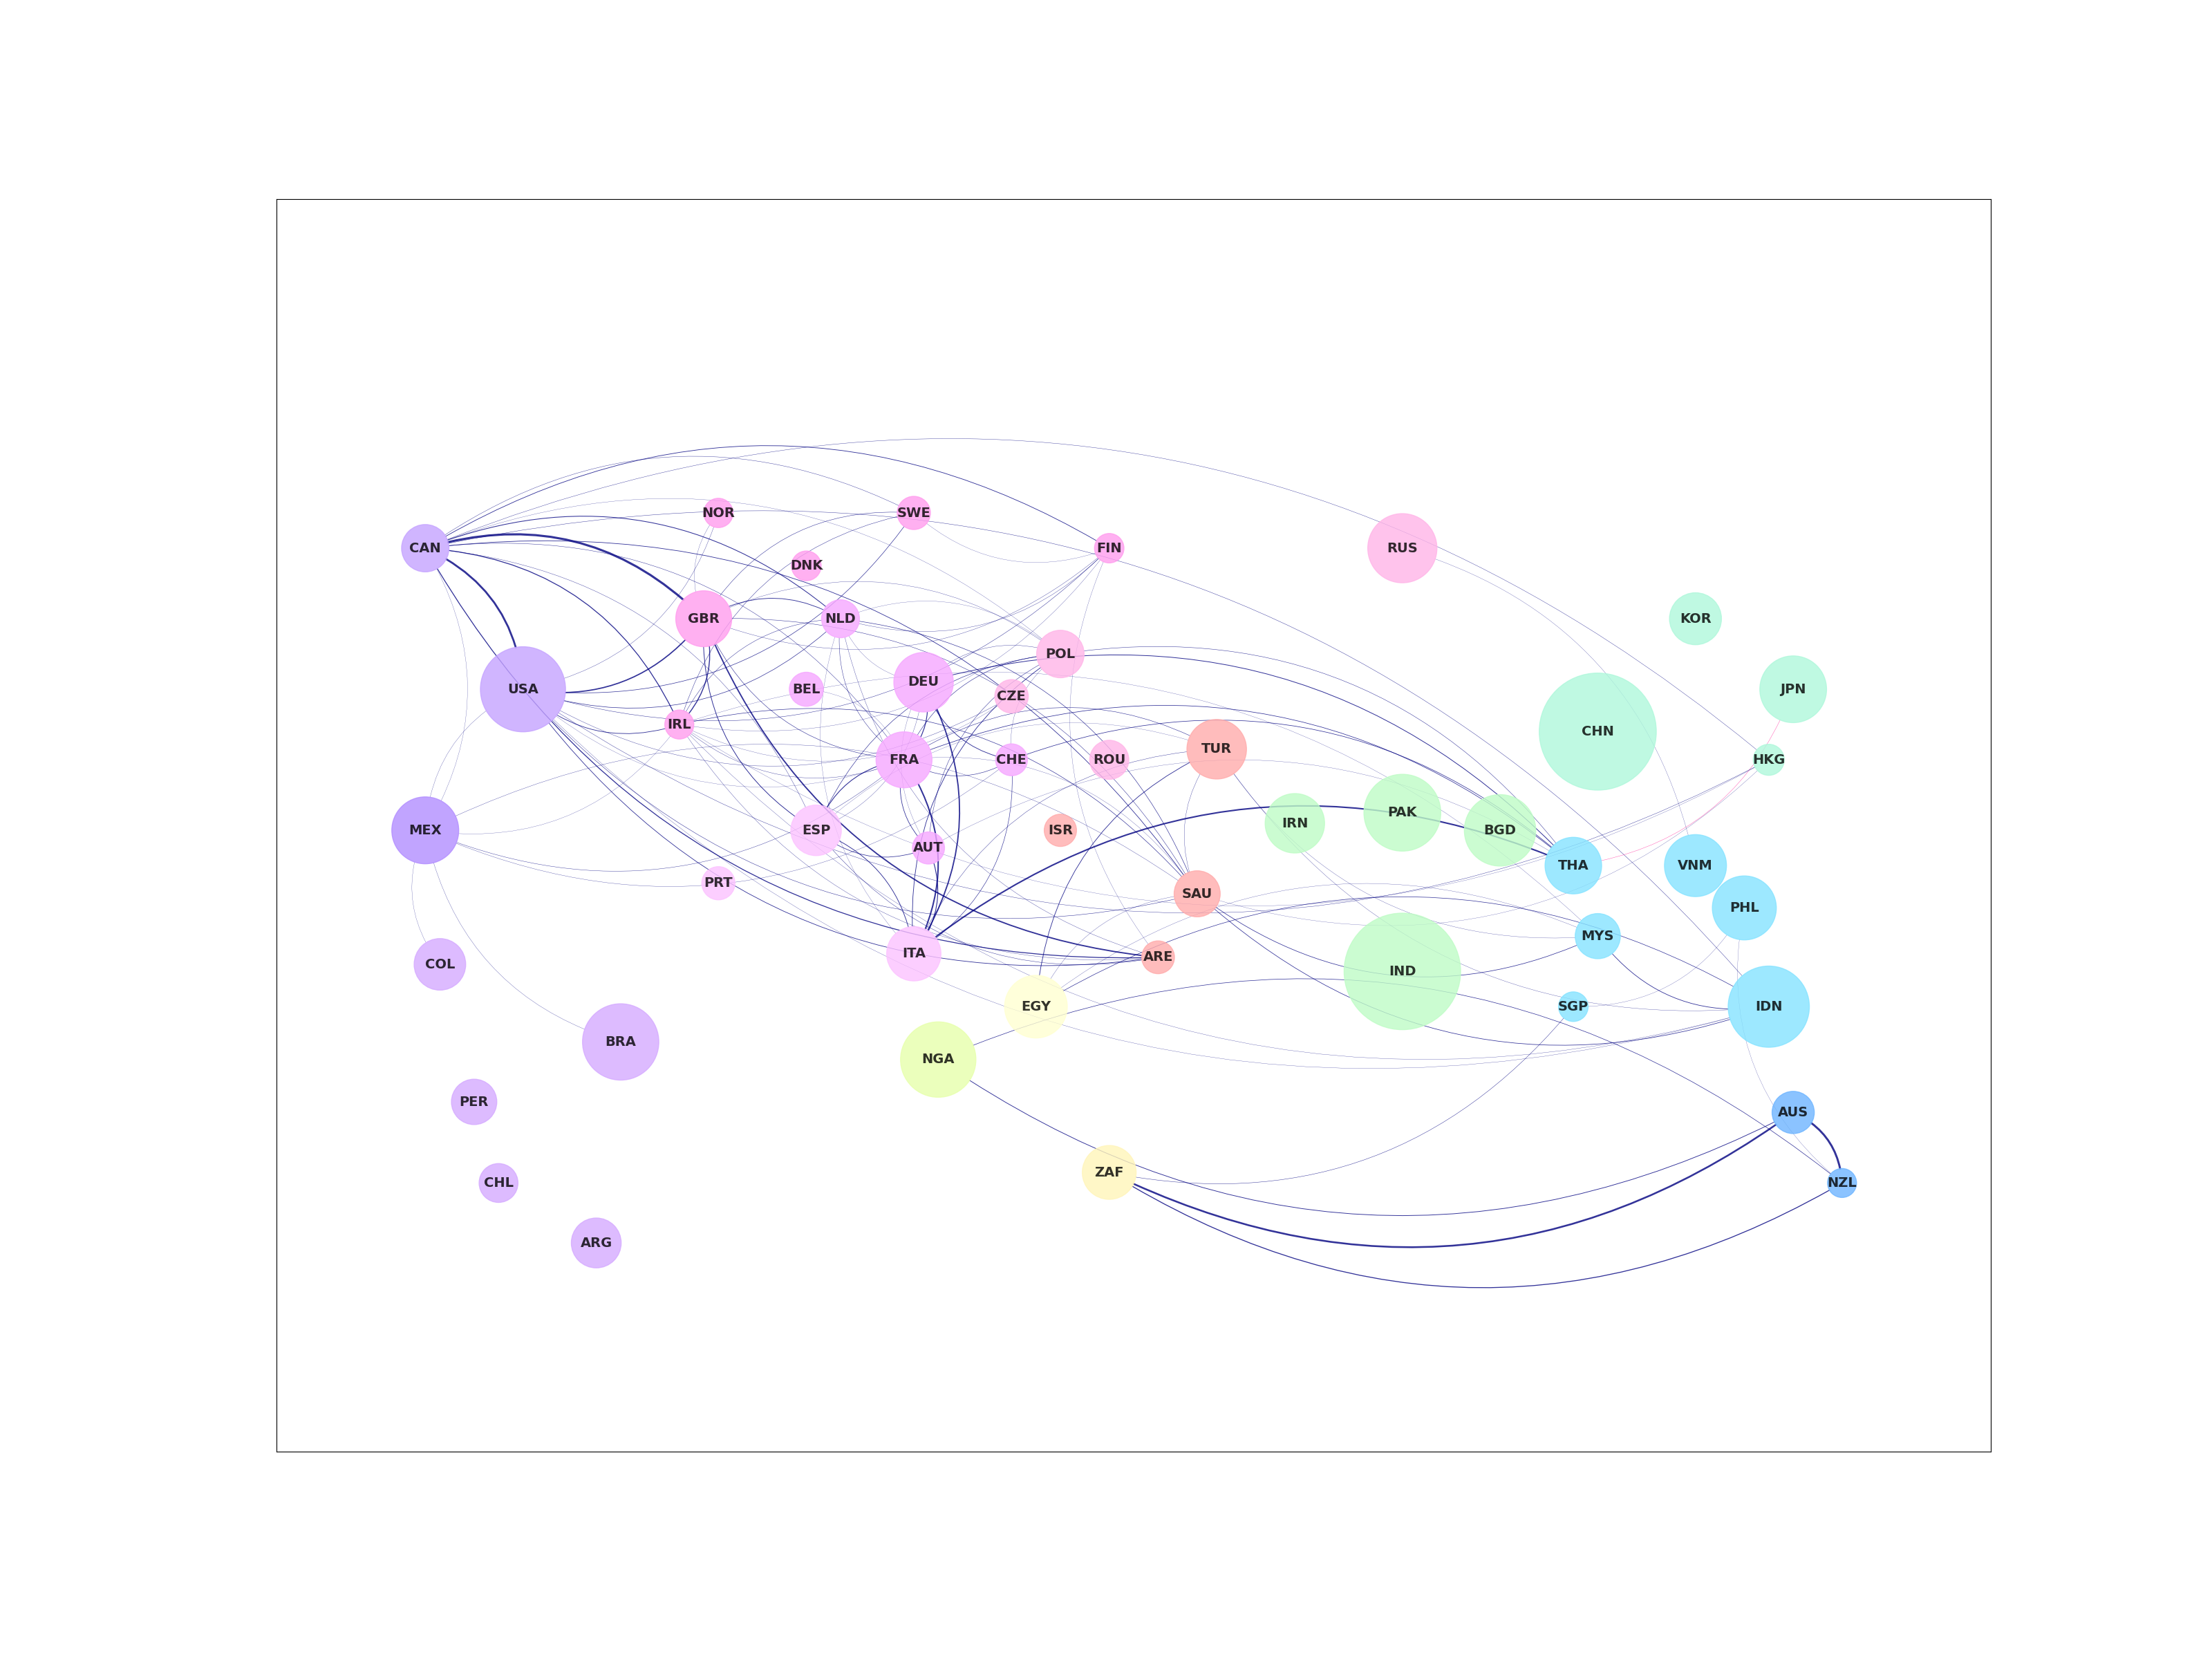 NOR
SWE
CAN
FIN
RUS
DNK
GBR
NLD
KOR
POL
DEU
USA
BEL
CZE
JPN
IRL
CHN
TUR
FRA
CHE
ROU
HKG
PAK
IRN
MEX
ESP
ISR
BGD
AUT
THA
VNM
PRT
SAU
PHL
MYS
ITA
ARE
COL
IND
EGY
SGP
IDN
BRA
NGA
PER
AUS
ZAF
CHL
NZL
ARG